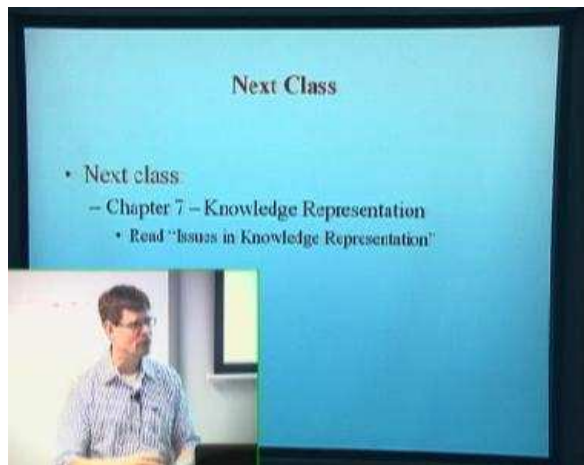 Next Class
• Next class:
– Chapter 7 – Knowledge Representation
• Read "Issues in Knowledge Representation"